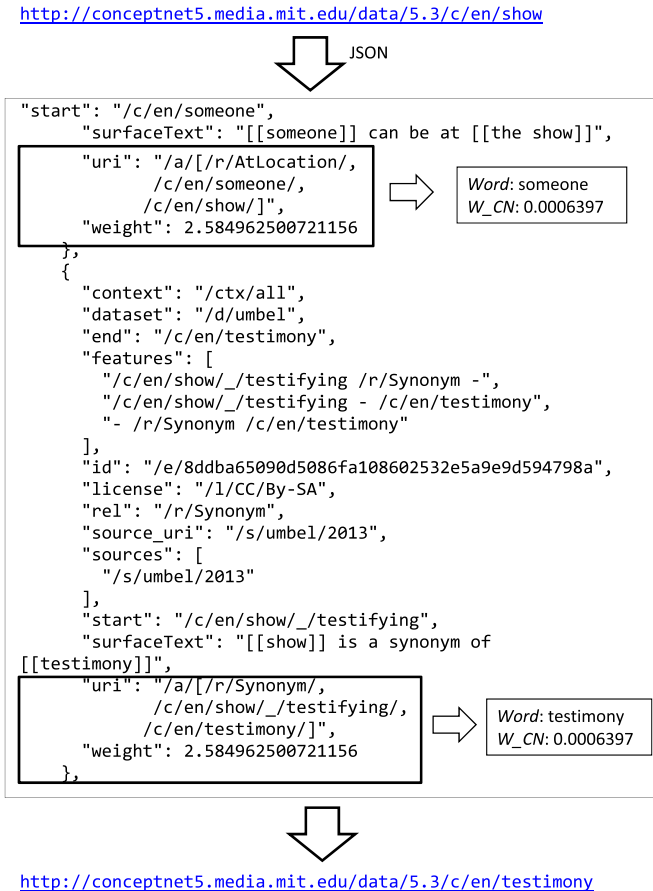 http://conceptnet5.media.mit.edu/data/5.3/c/en/show
JSON
"start": "/c/en/someone",
"surfaceText": "[[someone]] can be at [[the show]]",
"uri": "/a/[/r/AtLocation/,
/c/en/someone/,
/c/en/show/]",
"weight": 2.584962500721156
Word: someone
W_CN: 0.0006397
},
{
"context": "/ctx/all",
"dataset": "/d/umbel",
"end": "/c/en/testimony",
"features": [
"/c/en/show/_/testifying /r/Synonym -",
"/c/en/show/_/testifying - /c/en/testimony",
"- /r/Synonym /c/en/testimony"
],
"id": "/e/8ddba65090d5086fa108602532e5a9e9d594798a",
"license": "/l/CC/By-SA",
"rel": "/r/Synonym",
"source_uri": "/s/umbel/2013",
"sources": [
"/s/umbel/2013"
],
"start": "/c/en/show/_/testifying",
"surfaceText": "[[show]] is a synonym of
[[testimony]]",
"uri": "/a/[/r/Synonym/,
/c/en/show/_/testifying/,
/c/en/testimony/]",
"weight": 2.584962500721156
},
Word: testimony
W_CN: 0.0006397
http://conceptnet5.media.mit.edu/data/5.3/c/en/testimony